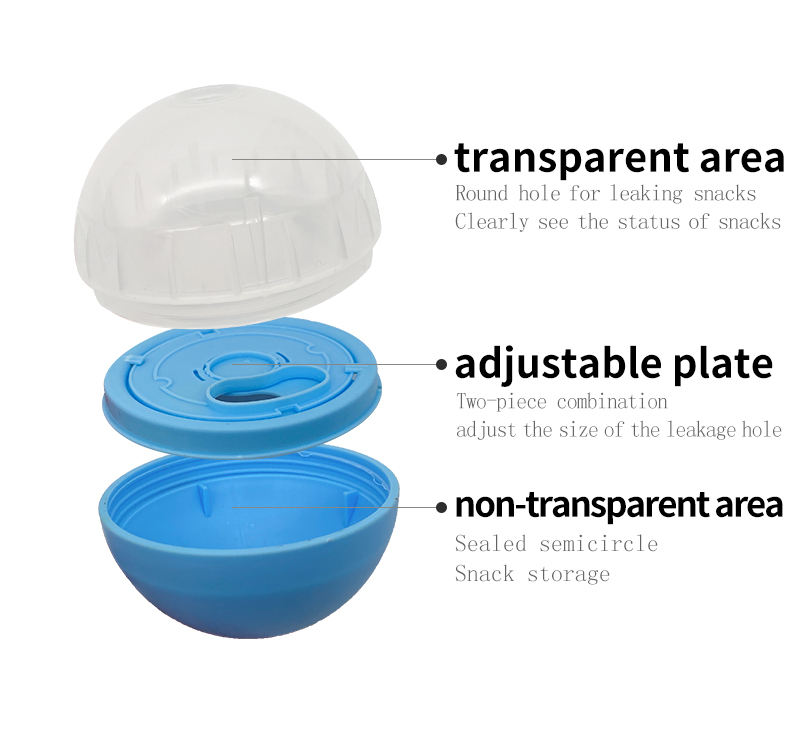 transparent area
Round hole for leaking snacks
Clearly see the status of snacks
adjustable plate
Two-piece combination
adjust the size of the leakage hole
non-transparent area
Sealed semicircle
Snack storage